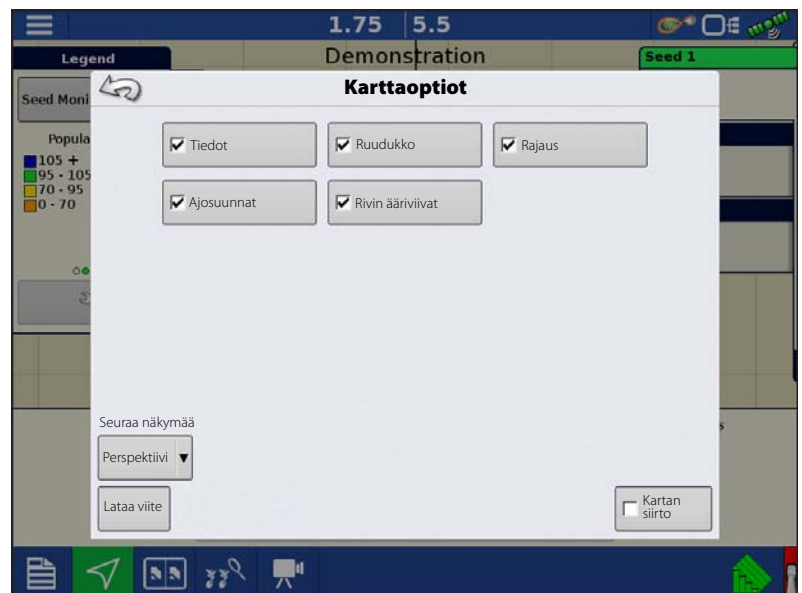 1.75 5.5
Legend
Demonstration
Seed 1
Karttaoptiot
Seed Moni
Popula
105 +
95 - 105
70 - 95
0 - 70
Tiedot
Ruudukko
Rajaus
Ajosuunnat
Rivin ääriviivat
Seuraa näkymää
Perspektiivi
Lataa viite
Kartan
siirto
s